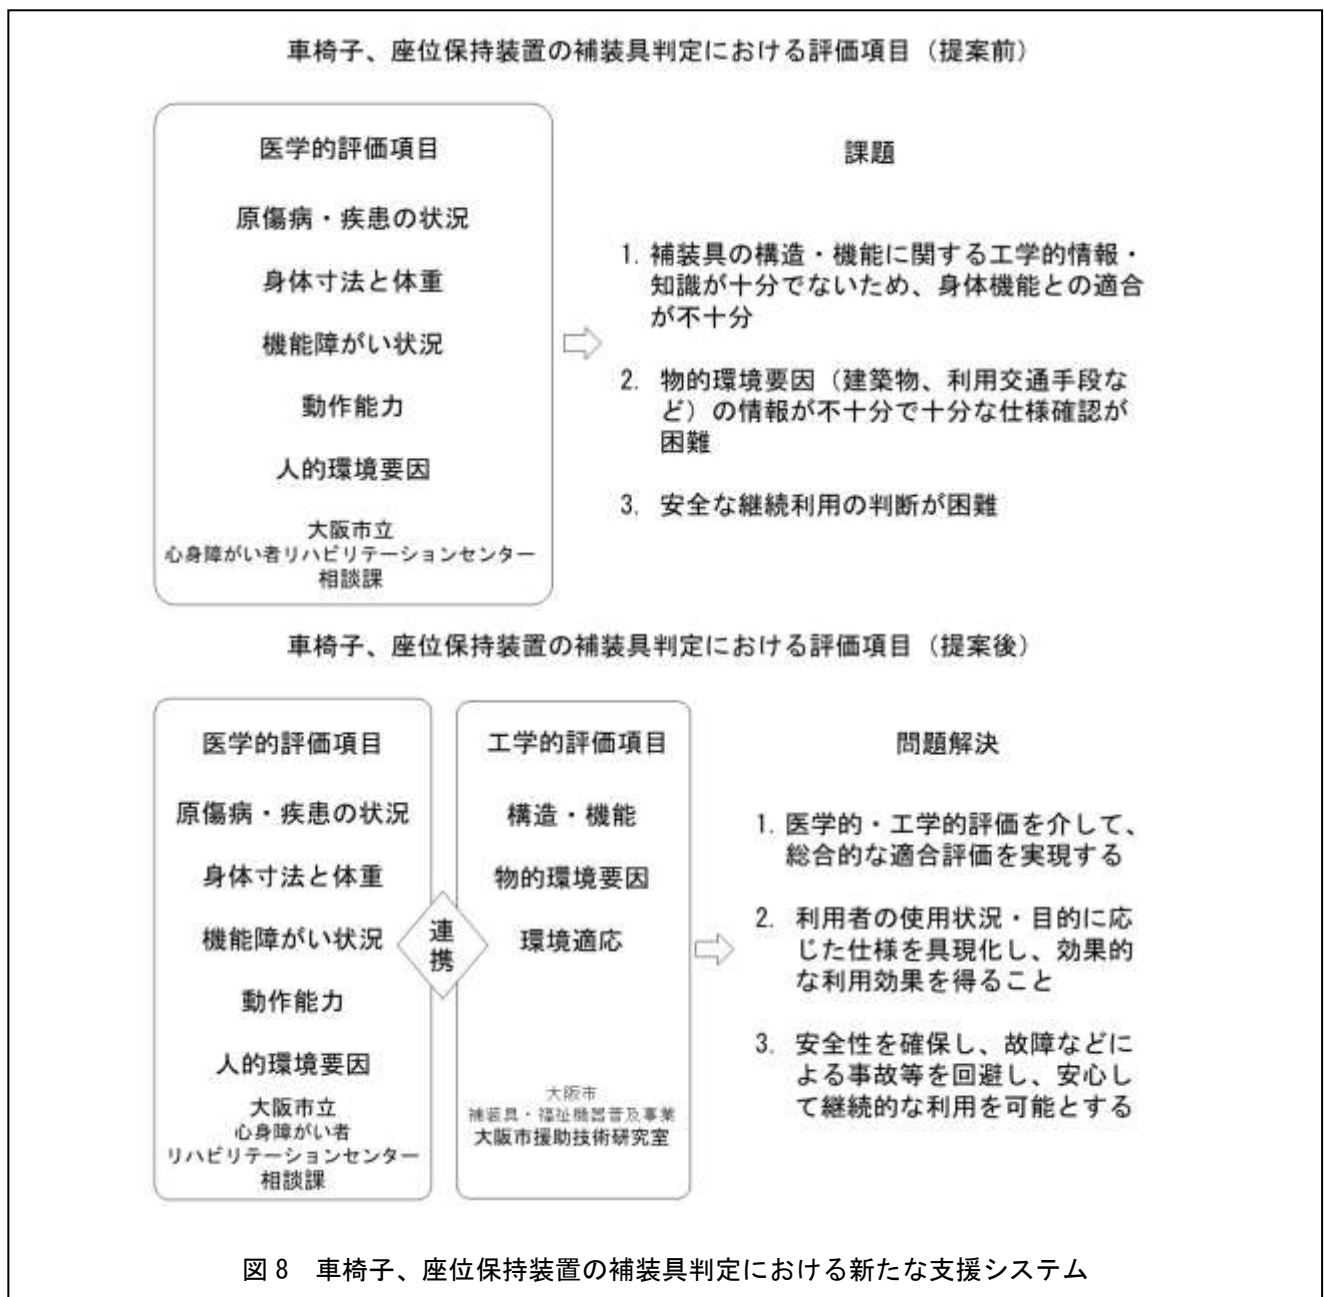 車椅子、座位保持装置の補装具判定における評価項目（提案前）
医学的評価項目
原傷病・疾患の状況
身体寸法と体重
機能障がい状況
動作能力
人的環境要因
大阪市立
心身障がい者リハビリテーションセンター
相談課
課題
1. 補装具の構造・機能に関する工学的情報・
知識が十分でないため、身体機能との適合
が不十分
2. 物的環境要因（建築物、利用交通手段な
ど）の情報が不十分で十分な仕様確認が
困難
3. 安全な継続利用の判断が困難
車椅子、座位保持装置の補装具判定における評価項目（提案後）
医学的評価項目
原傷病・疾患の状況
身体寸法と体重
機能障がい状況
動作能力
人的環境要因
大阪市立
心身障がい者
リハビリテーションセンター
相談課
連
携
工学的評価項目
構造・機能
物的環境要因
環境適応
大阪市
補装具・福祉機器普及事業
大阪市援助技術研究室
問題解決
1. 医学的・工学的評価を介して、
総合的な適合評価を実現する
2. 利用者の使用状況・目的に応
じた仕様を具現化し、効果的
な利用効果を得ること
3. 安全性を確保し、故障などに
よる事故等を回避し、安心し
て継続的な利用を可能とする
図 8　車椅子、座位保持装置の補装具判定における新たな支援システム